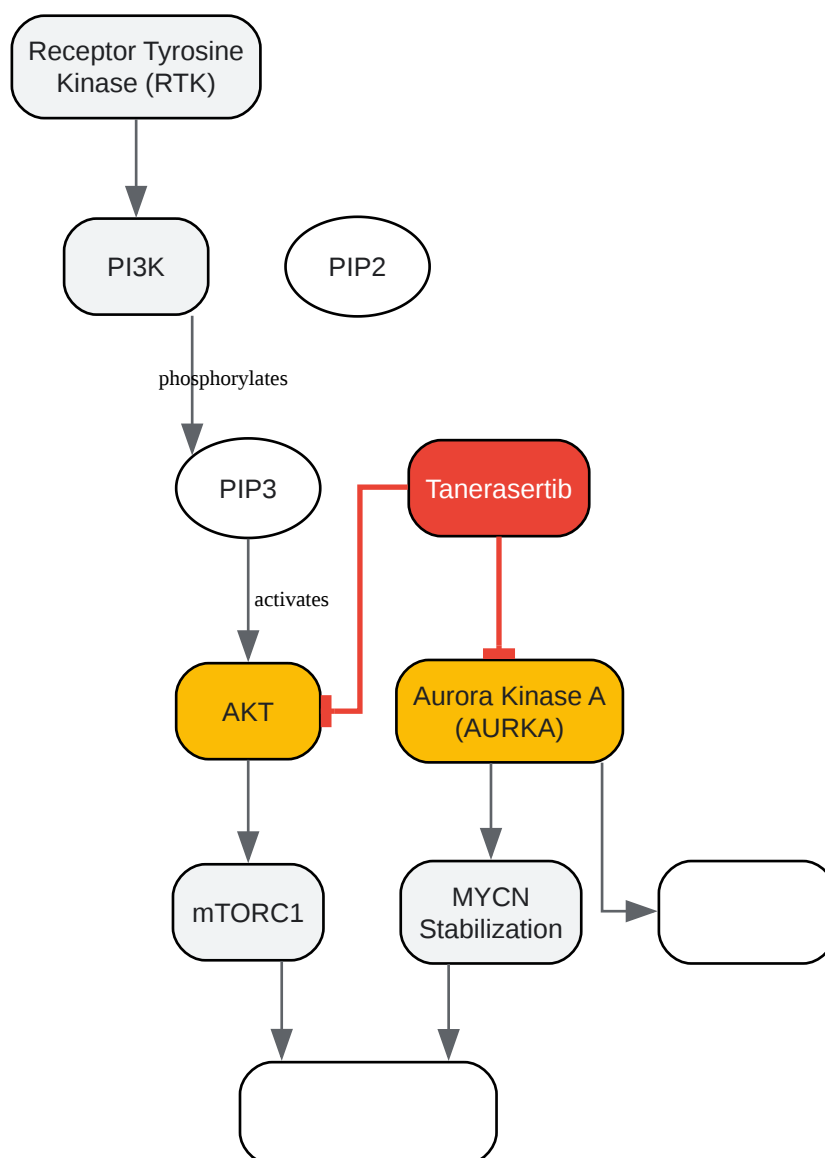 Receptor Tyrosine
Kinase (RTK)
PI3K
PIP2
phosphorylates
PIP3
Tanerasertib
activates
AKT
Aurora Kinase A
(AURKA)
mTORC1
MYCN
Stabilization